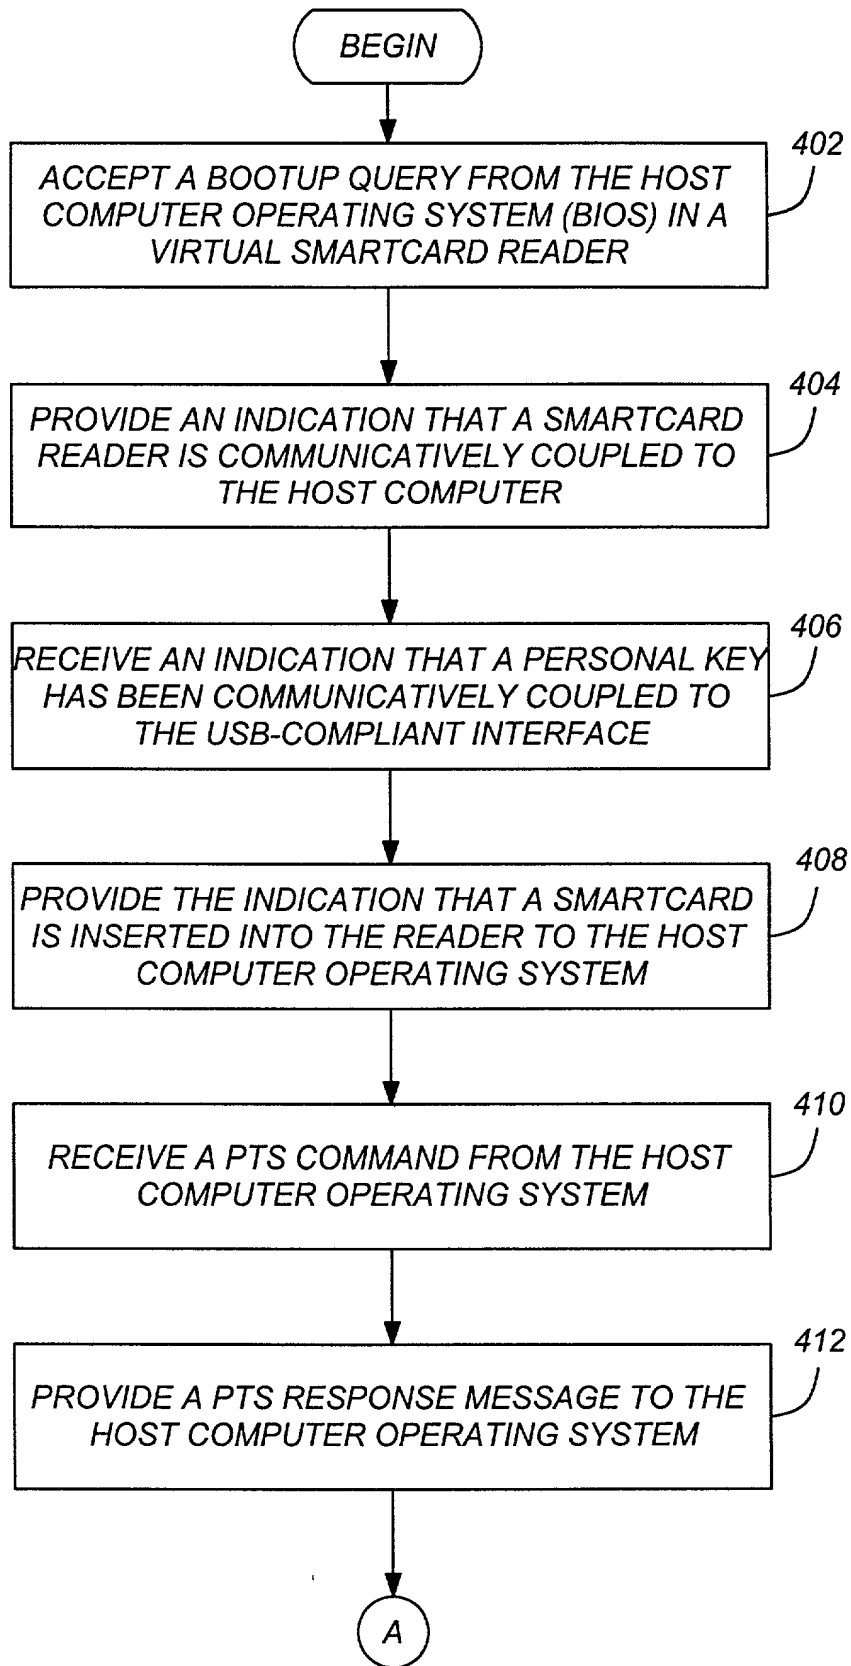 BEGIN
402
ACCEPT A BOOTUP QUERY FROM THE HOST
COMPUTER OPERATING SYSTEM (BIOS) IN A
VIRTUAL SMARTCARD READER
404
PROVIDE AN INDICATION THAT A SMARTCARD
READER IS COMMUNICATIVELY COUPLED TO
THE HOST COMPUTER
406
RECEIVE AN INDICATION THAT A PERSONAL KEY
HAS BEEN COMMUNICATIVELY COUPLED TO
THE USB-COMPLIANT INTERFACE
408
PROVIDE THE INDICATION THAT A SMARTCARD
IS INSERTED INTO THE READER TO THE HOST
COMPUTER OPERATING SYSTEM
410
RECEIVE A PTS COMMAND FROM THE HOST
COMPUTER OPERATING SYSTEM
412
PROVIDE A PTS RESPONSE MESSAGE TO THE
HOST COMPUTER OPERATING SYSTEM
A